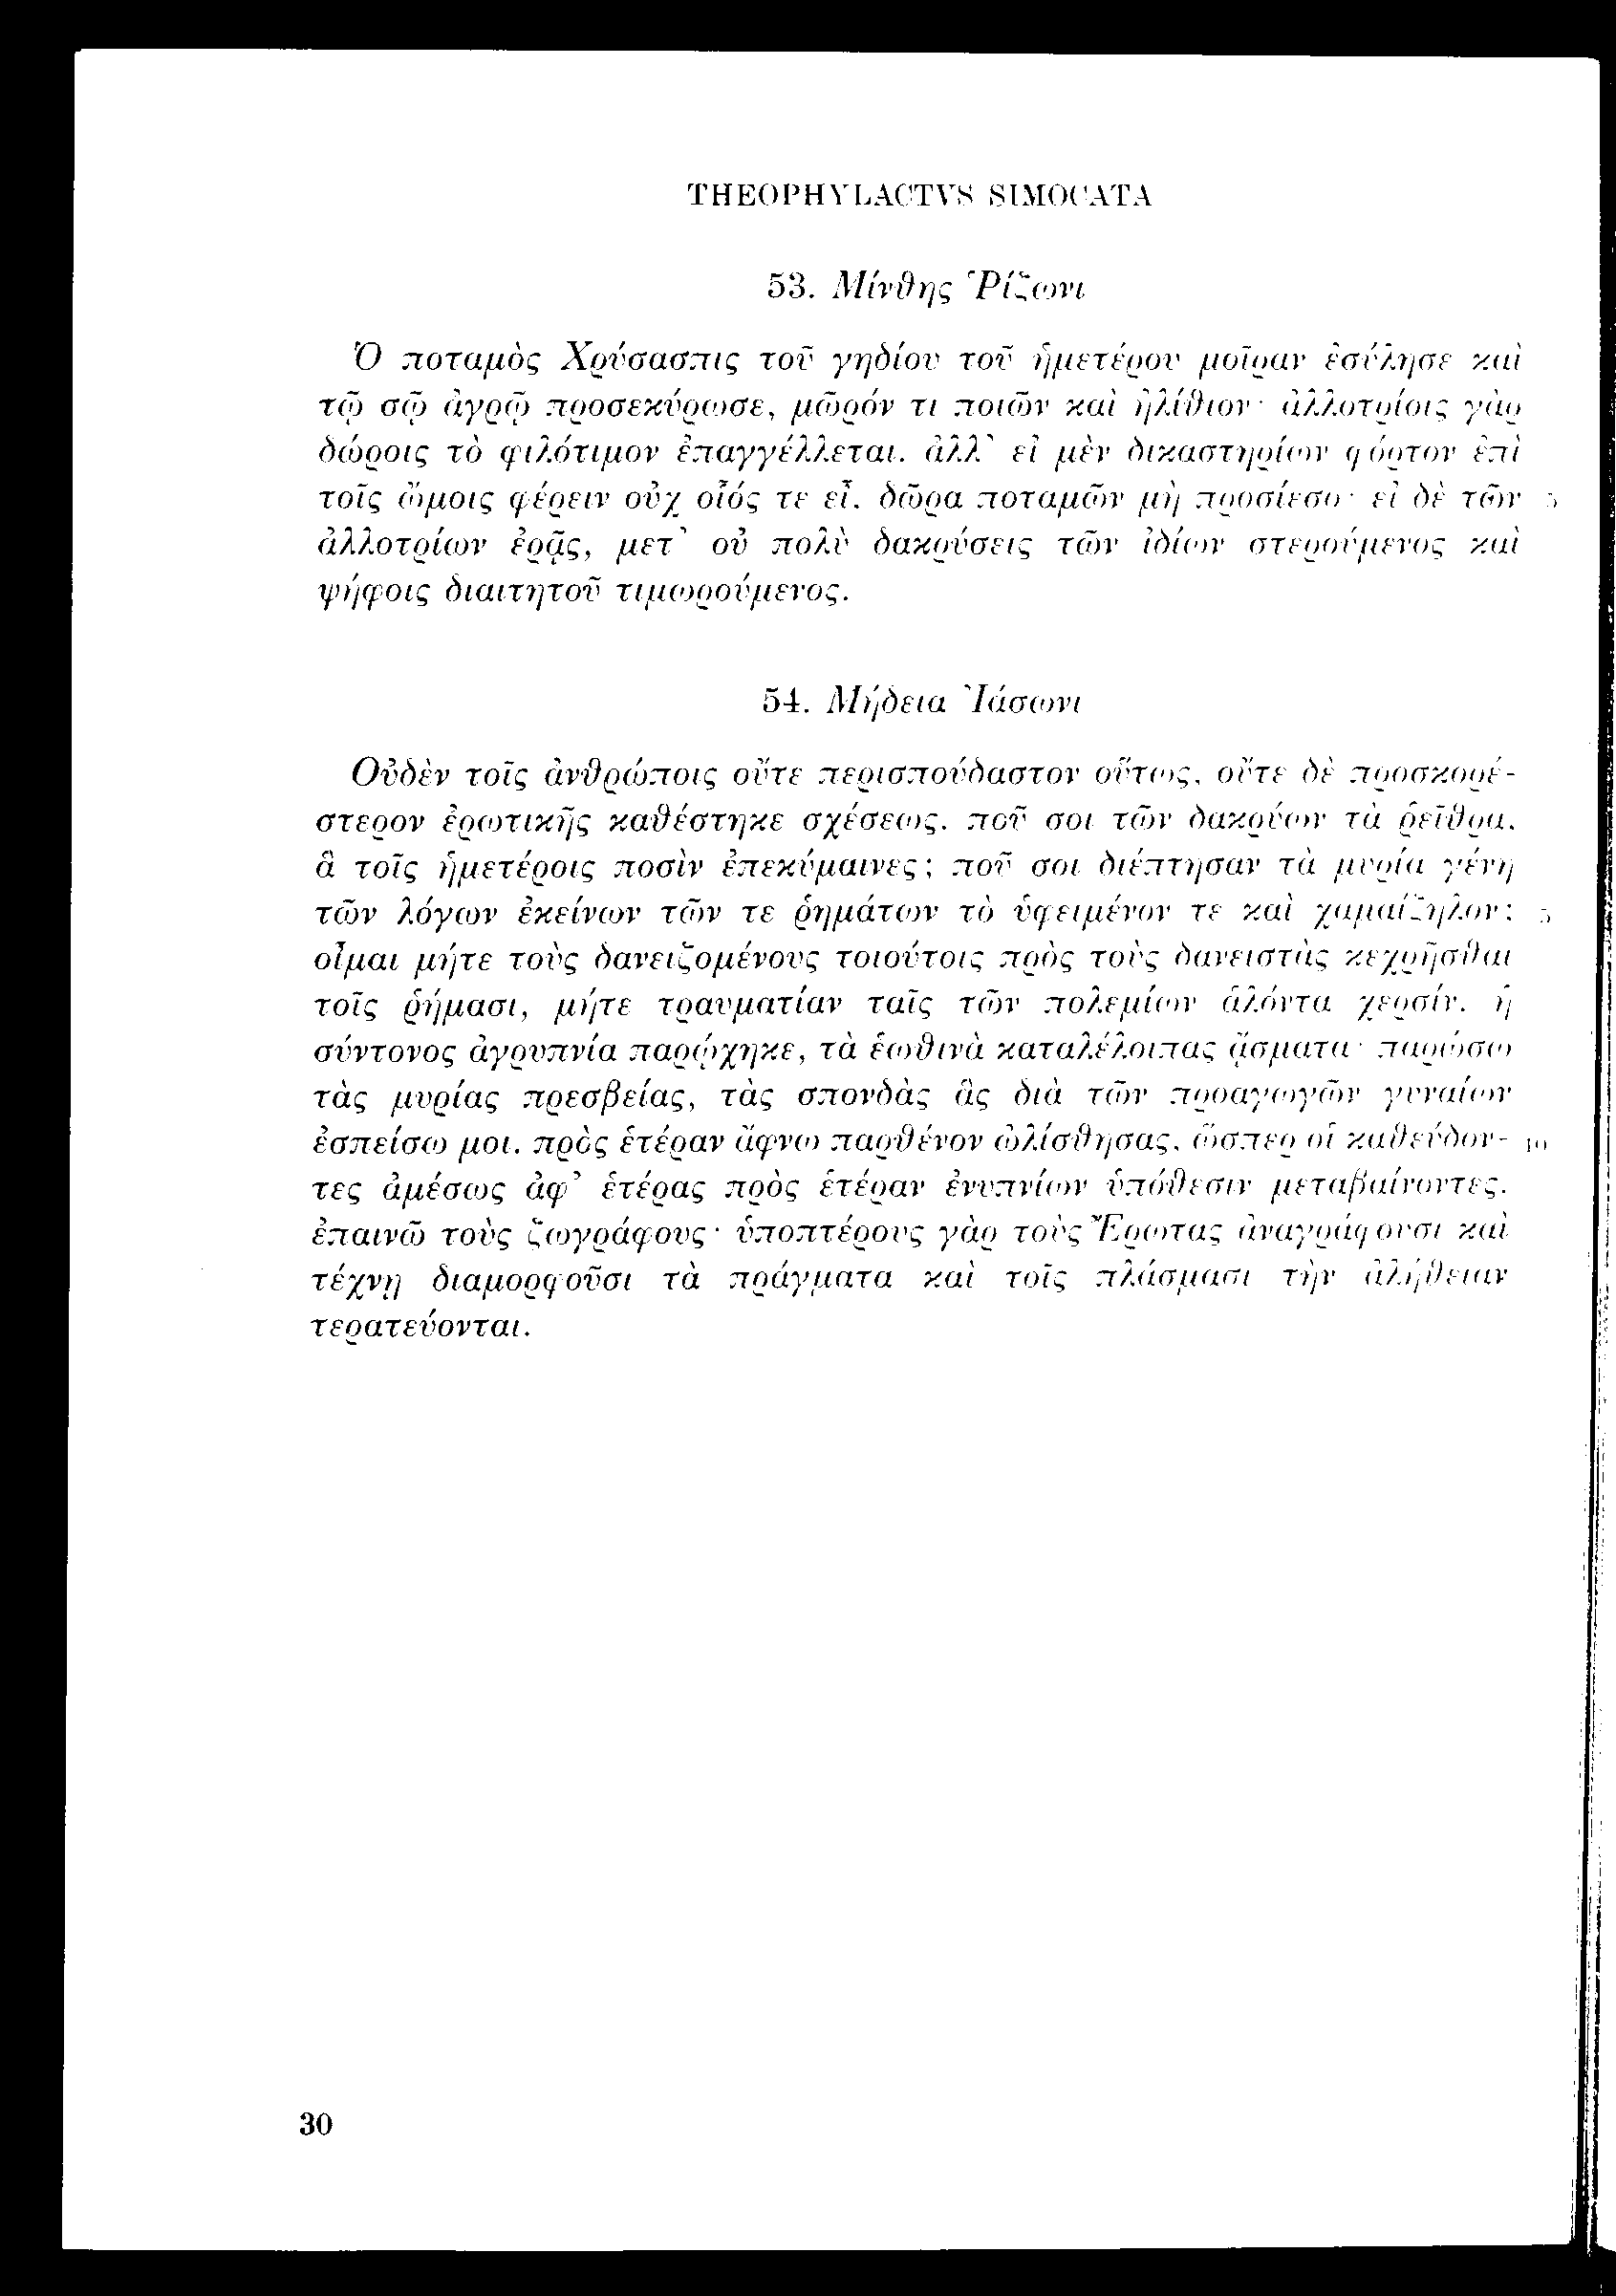 THEOPHYLACTVS SIMOCATA
53. Μίνθης Ῥίζωνι
Ὁ ποταμὸς Χρύσασπις τοῦ γηδίου τοῦ ἡμετέρου μοῖραν ἐσύλησε καὶ
τῷ σῷ ἀγρῷ προσεκύρωσε, μῶρόν τι ποιῶν καὶ ἠλίθιον· ἀλλοτρίοις γὰρ
δώροις τὸ φιλότιμον ἐπαγγέλλεται. ἀλλ᾽ εἰ μὲν δικαστηρίων φόρτον ἐπὶ
τοῖς ὤμοις φέρειν οὐχ οἷός τε εἶ, δῶρα ποταμῶν μὴ προσίεσο· εἰ δὲ τῶν 5
ἀλλοτρίων ἐρᾷς, μετ᾽ οὐ πολὺ δακρύσεις τῶν ἰδίων στερούμενος καὶ
ψήφοις διαιτητοῦ τιμωρούμενος.
54. Μήδεια Ἰάσωνι
Οὐδὲν τοῖς ἀνθρώποις οὔτε περισπούδαστον οὕτως, οὔτε δὲ προσκορέ-
στερον ἐρωτικῆς καθέστηκε σχέσεως. ποῦ σοι τῶν δακρύων τὰ ῥεῖθρα,
ἃ τοῖς ἡμετέροις ποσὶν ἐπεκύμαινες; ποῦ σοι διέπτησαν τὰ μυρία γένη
τῶν λόγων ἐκείνων τῶν τε ῥημάτων τὸ ὑφειμένον τε καὶ χαμαίζηλον; 5
οἶμαι μήτε τοὺς δανειζομένους τοιούτοις πρὸς τοὺς δανειστὰς κεχρῆσθαι
τοῖς ῥήμασι, μήτε τραυματίαν ταῖς τῶν πολεμίων ἁλόντα χερσίν. ἡ
σύντονος ἀγρυπνία παρῴχηκε, τὰ ἑωθινὰ καταλέλοιπας ᾄσματα· παρώσω
τὰς μυρίας πρεσβείας, τὰς σπονδὰς ἃς διὰ τῶν προαγωγῶν γυναίων
ἐσπείσω μοι. πρὸς ἑτέραν ἄφνω παρθένον ὠλίσθησας, ὥσπερ οἱ καθεύδον- 10
τες ἀμέσως ἀφ᾽ ἑτέρας πρὸς ἑτέραν ἐνυπνίων ὑπόθεσιν μεταβαίνοντες.
ἐπαινῶ τοὺς ζωγράφους· ὑποπτέρους γὰρ τοὺς Ἔρωτας ἀναγράφουσι καὶ
τέχνῃ διαμορφοῦσι τὰ πράγματα καὶ τοῖς πλάσμασι τὴν ἀλήθειαν
τερατεύονται.
30